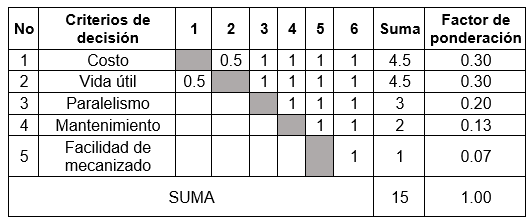 No Criterios de decisión 1 2 3 4 5 6 Suma Factor de ponderación
1 Costo 0.5 1 1 1 1 4.5 0.30
2 Vida útil 0.5 1 1 1 1 4.5 0.30
3 Paralelismo 1 1 1 3 0.20
4 Mantenimiento 1 1 2 0.13
5 Facilidad de mecanizado 1 1 0.07
SUMA 15 1.00